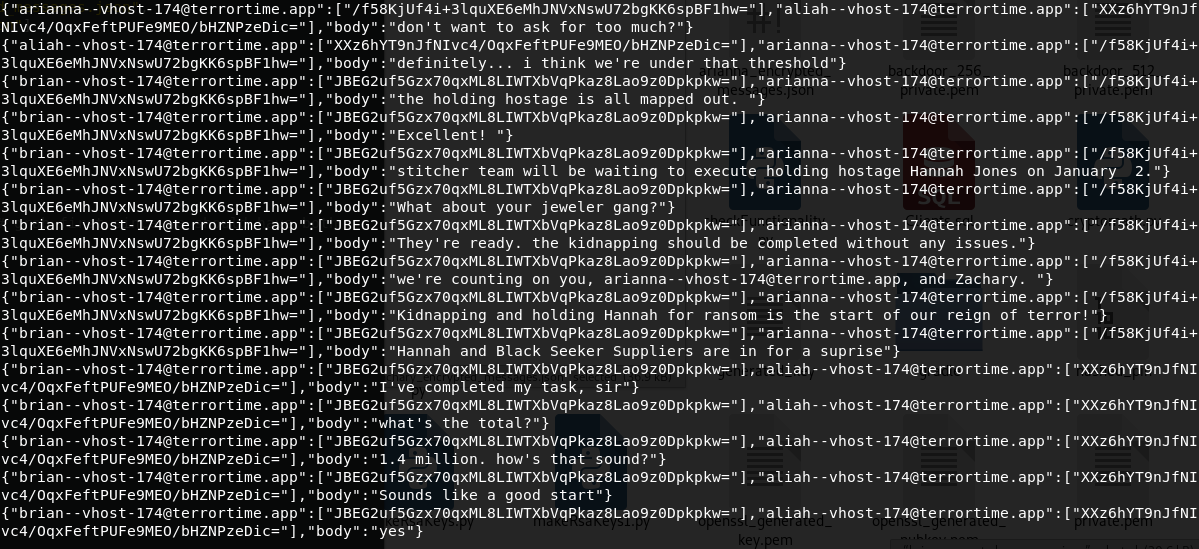 {"arianna--vhost-174@terrortime.app":["/f58KjUf4i+3lquXE6eMhJNVxNswU72bgKK6spBF1hw="],"aliah--vhost-174@terrortime.app":["XXz6hYT9nJf
NIvc4/OqxFeftPUFe9MEO/bHZNPzeDic="],"body":"don't want to ask for too much?"}
{"aliah--vhost-174@terrortime.app":["XXz6hYT9nJfNIvc4/OqxFeftPUFe9MEO/bHZNPzeDic="],"arianna--vhost-174@terrortime.app":["/f58KjUf4i+
3lquXE6eMhJNVxNswU72bgKK6spBF1hw="],"body":"definitely... i think we're under that threshold"}
{"brian--vhost-174@terrortime.app":["JBEG2uf5Gzx70qxML8LIWTXbVqPkaz8Lao9z0Dpkpkw="],"arianna--vhost-174@terrortime.app":["/f58KjUf4i+
3lquXE6eMhJNVxNswU72bgKK6spBF1hw="],"body":"the holding hostage is all mapped out. "}
{"brian--vhost-174@terrortime.app":["JBEG2uf5Gzx70qxML8LIWTXbVqPkaz8Lao9z0Dpkpkw="],"arianna--vhost-174@terrortime.app":["/f58KjUf4i+
3lquXE6eMhJNVxNswU72bgKK6spBF1hw="],"body":"Excellent! "}
{"brian--vhost-174@terrortime.app":["JBEG2uf5Gzx70qxML8LIWTXbVqPkaz8Lao9z0Dpkpkw="],"arianna--vhost-174@terrortime.app":["/f58KjUf4i+
3lquXE6eMhJNVxNswU72bgKK6spBF1hw="],"body":"stitcher team will be waiting to execute holding hostage Hannah Jones on January  2."}
{"brian--vhost-174@terrortime.app":["JBEG2uf5Gzx70qxML8LIWTXbVqPkaz8Lao9z0Dpkpkw="],"arianna--vhost-174@terrortime.app":["/f58KjUf4i+
3lquXE6eMhJNVxNswU72bgKK6spBF1hw="],"body":"What about your jeweler gang?"}
{"brian--vhost-174@terrortime.app":["JBEG2uf5Gzx70qxML8LIWTXbVqPkaz8Lao9z0Dpkpkw="],"arianna--vhost-174@terrortime.app":["/f58KjUf4i+
3lquXE6eMhJNVxNswU72bgKK6spBF1hw="],"body":"They're ready. the kidnapping should be completed without any issues."}
{"brian--vhost-174@terrortime.app":["JBEG2uf5Gzx70qxML8LIWTXbVqPkaz8Lao9z0Dpkpkw="],"arianna--vhost-174@terrortime.app":["/f58KjUf4i+
3lquXE6eMhJNVxNswU72bgKK6spBF1hw="],"body":"we're counting on you, arianna--vhost-174@terrortime.app, and Zachary. "}
{"brian--vhost-174@terrortime.app":["JBEG2uf5Gzx70qxML8LIWTXbVqPkaz8Lao9z0Dpkpkw="],"arianna--vhost-174@terrortime.app":["/f58KjUf4i+
3lquXE6eMhJNVxNswU72bgKK6spBF1hw="],"body":"Kidnapping and holding Hannah for ransom is the start of our reign of terror!"}
{"brian--vhost-174@terrortime.app":["JBEG2uf5Gzx70qxML8LIWTXbVqPkaz8Lao9z0Dpkpkw="],"arianna--vhost-174@terrortime.app":["/f58KjUf4i+
3lquXE6eMhJNVxNswU72bgKK6spBF1hw="],"body":"Hannah and Black Seeker Suppliers are in for a suprise"}
{"brian--vhost-174@terrortime.app":["JBEG2uf5Gzx70qxML8LIWTXbVqPkaz8Lao9z0Dpkpkw="],"aliah--vhost-174@terrortime.app":["XXz6hYT9nJfNI
vc4/OqxFeftPUFe9MEO/bHZNPzeDic="],"body":"I've completed my task, sir"}
{"brian--vhost-174@terrortime.app":["JBEG2uf5Gzx70qxML8LIWTXbVqPkaz8Lao9z0Dpkpkw="],"aliah--vhost-174@terrortime.app":["XXz6hYT9nJfNI
vc4/OqxFeftPUFe9MEO/bHZNPzeDic="],"body":"what's the total?"}
{"brian--vhost-174@terrortime.app":["JBEG2uf5Gzx70qxML8LIWTXbVqPkaz8Lao9z0Dpkpkw="],"aliah--vhost-174@terrortime.app":["XXz6hYT9nJfNI
vc4/OqxFeftPUFe9MEO/bHZNPzeDic="],"body":"1.4 million. how's that sound?"}
{"brian--vhost-174@terrortime.app":["JBEG2uf5Gzx70qxML8LIWTXbVqPkaz8Lao9z0Dpkpkw="],"aliah--vhost-174@terrortime.app":["XXz6hYT9nJfNI
vc4/OqxFeftPUFe9MEO/bHZNPzeDic="],"body":"Sounds like a good start"}
{"brian--vhost-174@terrortime.app":["JBEG2uf5Gzx70qxML8LIWTXbVqPkaz8Lao9z0Dpkpkw="],"aliah--vhost-174@terrortime.app":["XXz6hYT9nJfNI
vc4/OqxFeftPUFe9MEO/bHZNPzeDic="],"body":"yes"}